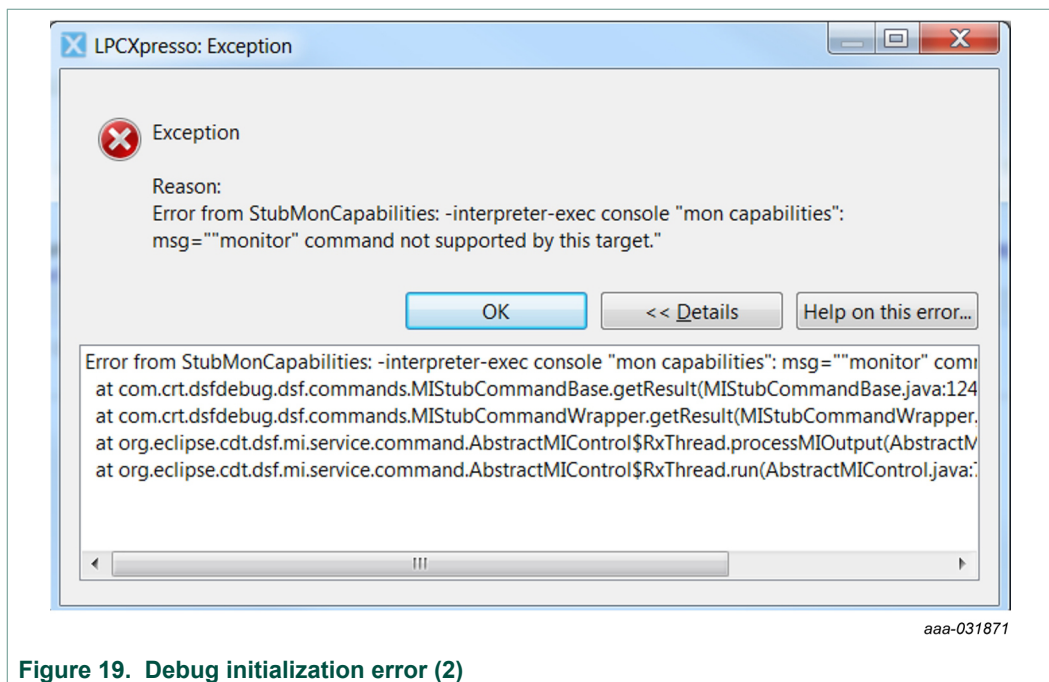 LPCXpresso: Exception
Exception
Reason:
Error from StubMonCapabilities: -interpreter-exec console "mon capabilities":
msg=""monitor" command not supported by this target."
OK
<< Details
Help on this error...
Error from StubMonCapabilities: -interpreter-exec console "mon capabilities": msg=""monitor" com
at com.crt.dsfdebug.dsf.commands.MIStubCommandBase.getResult(MIStubCommandBase.java:124
at com.crt.dsfdebug.dsf.commands.MIStubCommandWrapper.getResult(MIStubCommandWrapper.
at org.eclipse.cdt.dsf.mi.service.command.AbstractMIControl$RxThread.processMIOutput(AbstractM
at org.eclipse.cdt.dsf.mi.service.command.AbstractMIControl$RxThread.run(AbstractMIControl.java:
aaa-031871
Figure 19. Debug initialization error (2)